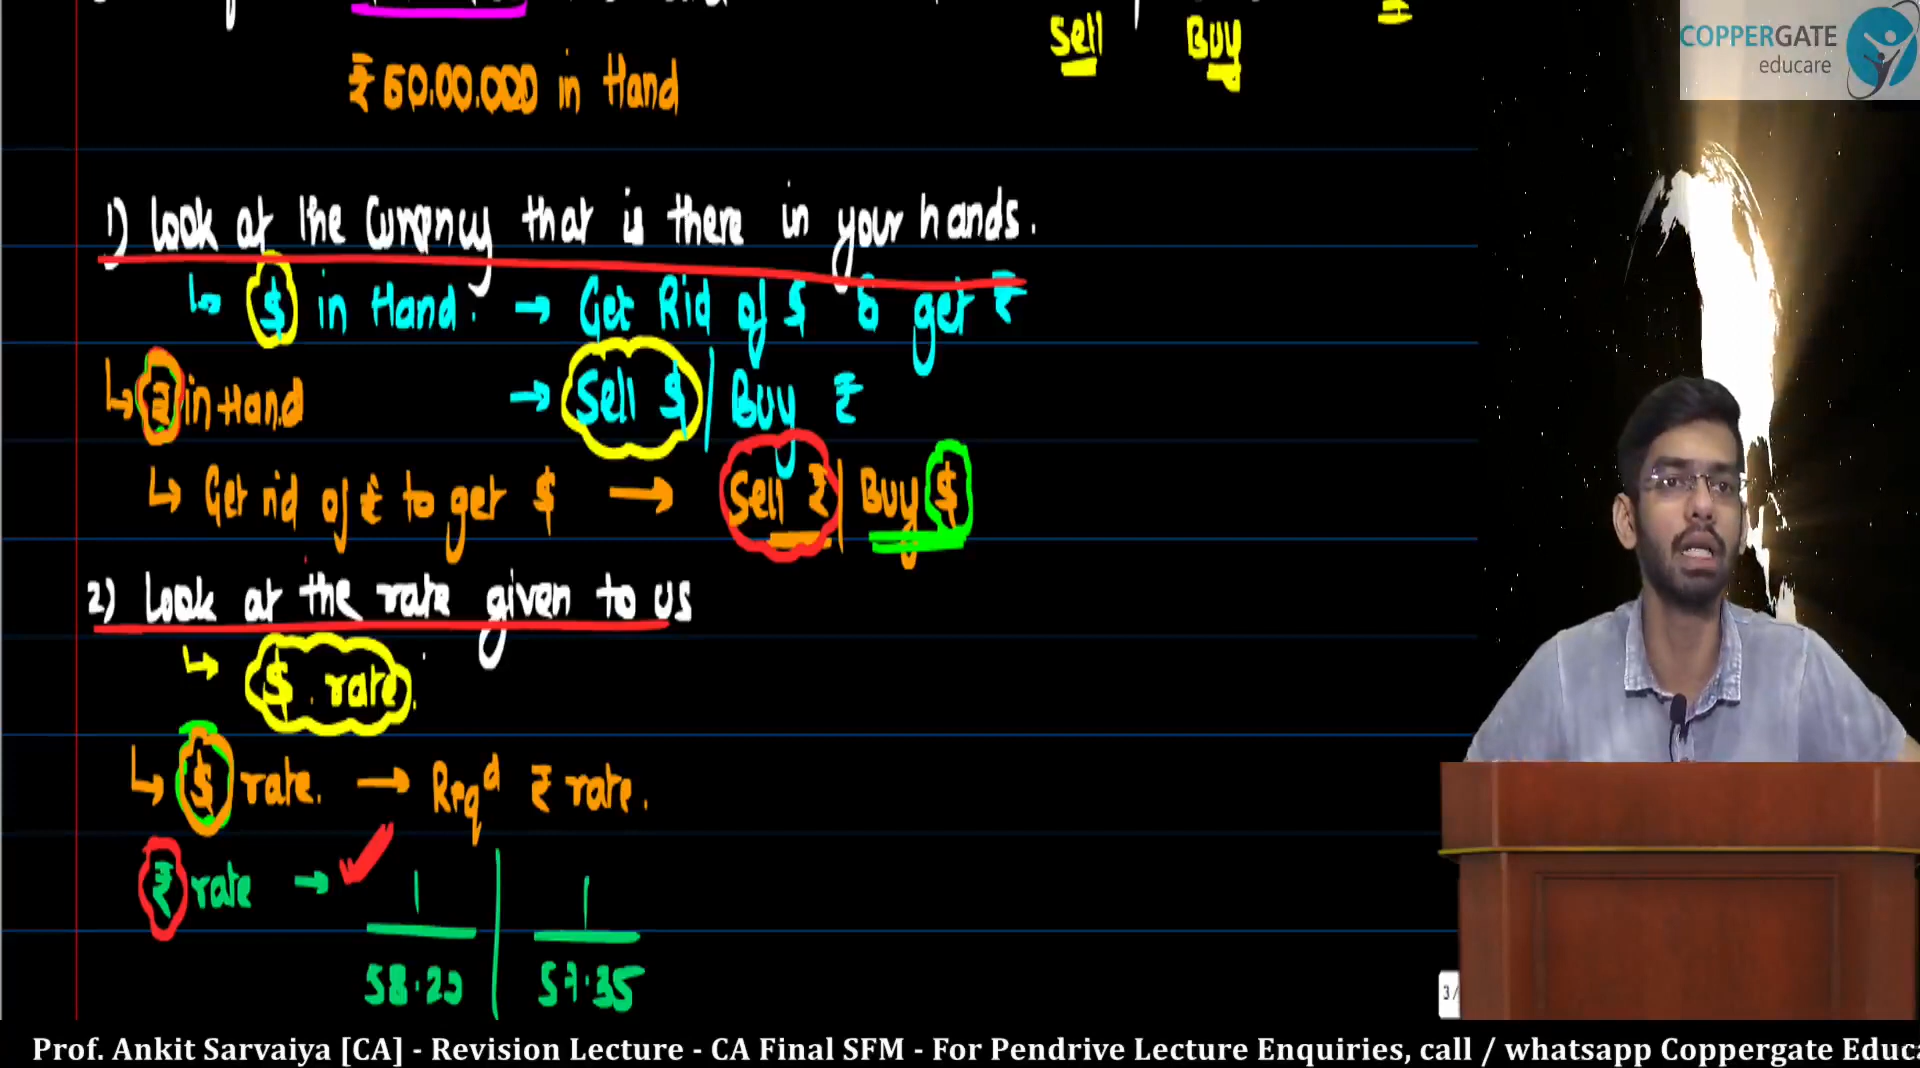 Sell | Buy
₹ 60,00,000 in Hand
COPPERGATE
educare
1) Look at the Currency that is there in your hands.
↳ $ in Hand. → Get Rid of $ & get ₹
↳ ₹ in Hand → Sell $ | Buy ₹
↳ Get rid of ₹ to get $ → Sell ₹ | Buy $
2) Look at the rate given to us
↳ $ rate.
↳ $ rate. → Reqd ₹ rate.
₹ rate → 1 | 1
58.20 | 57.35
3/
Prof. Ankit Sarvaiya [CA] - Revision Lecture - CA Final SFM - For Pendrive Lecture Enquiries, call / whatsapp Coppergate Educa